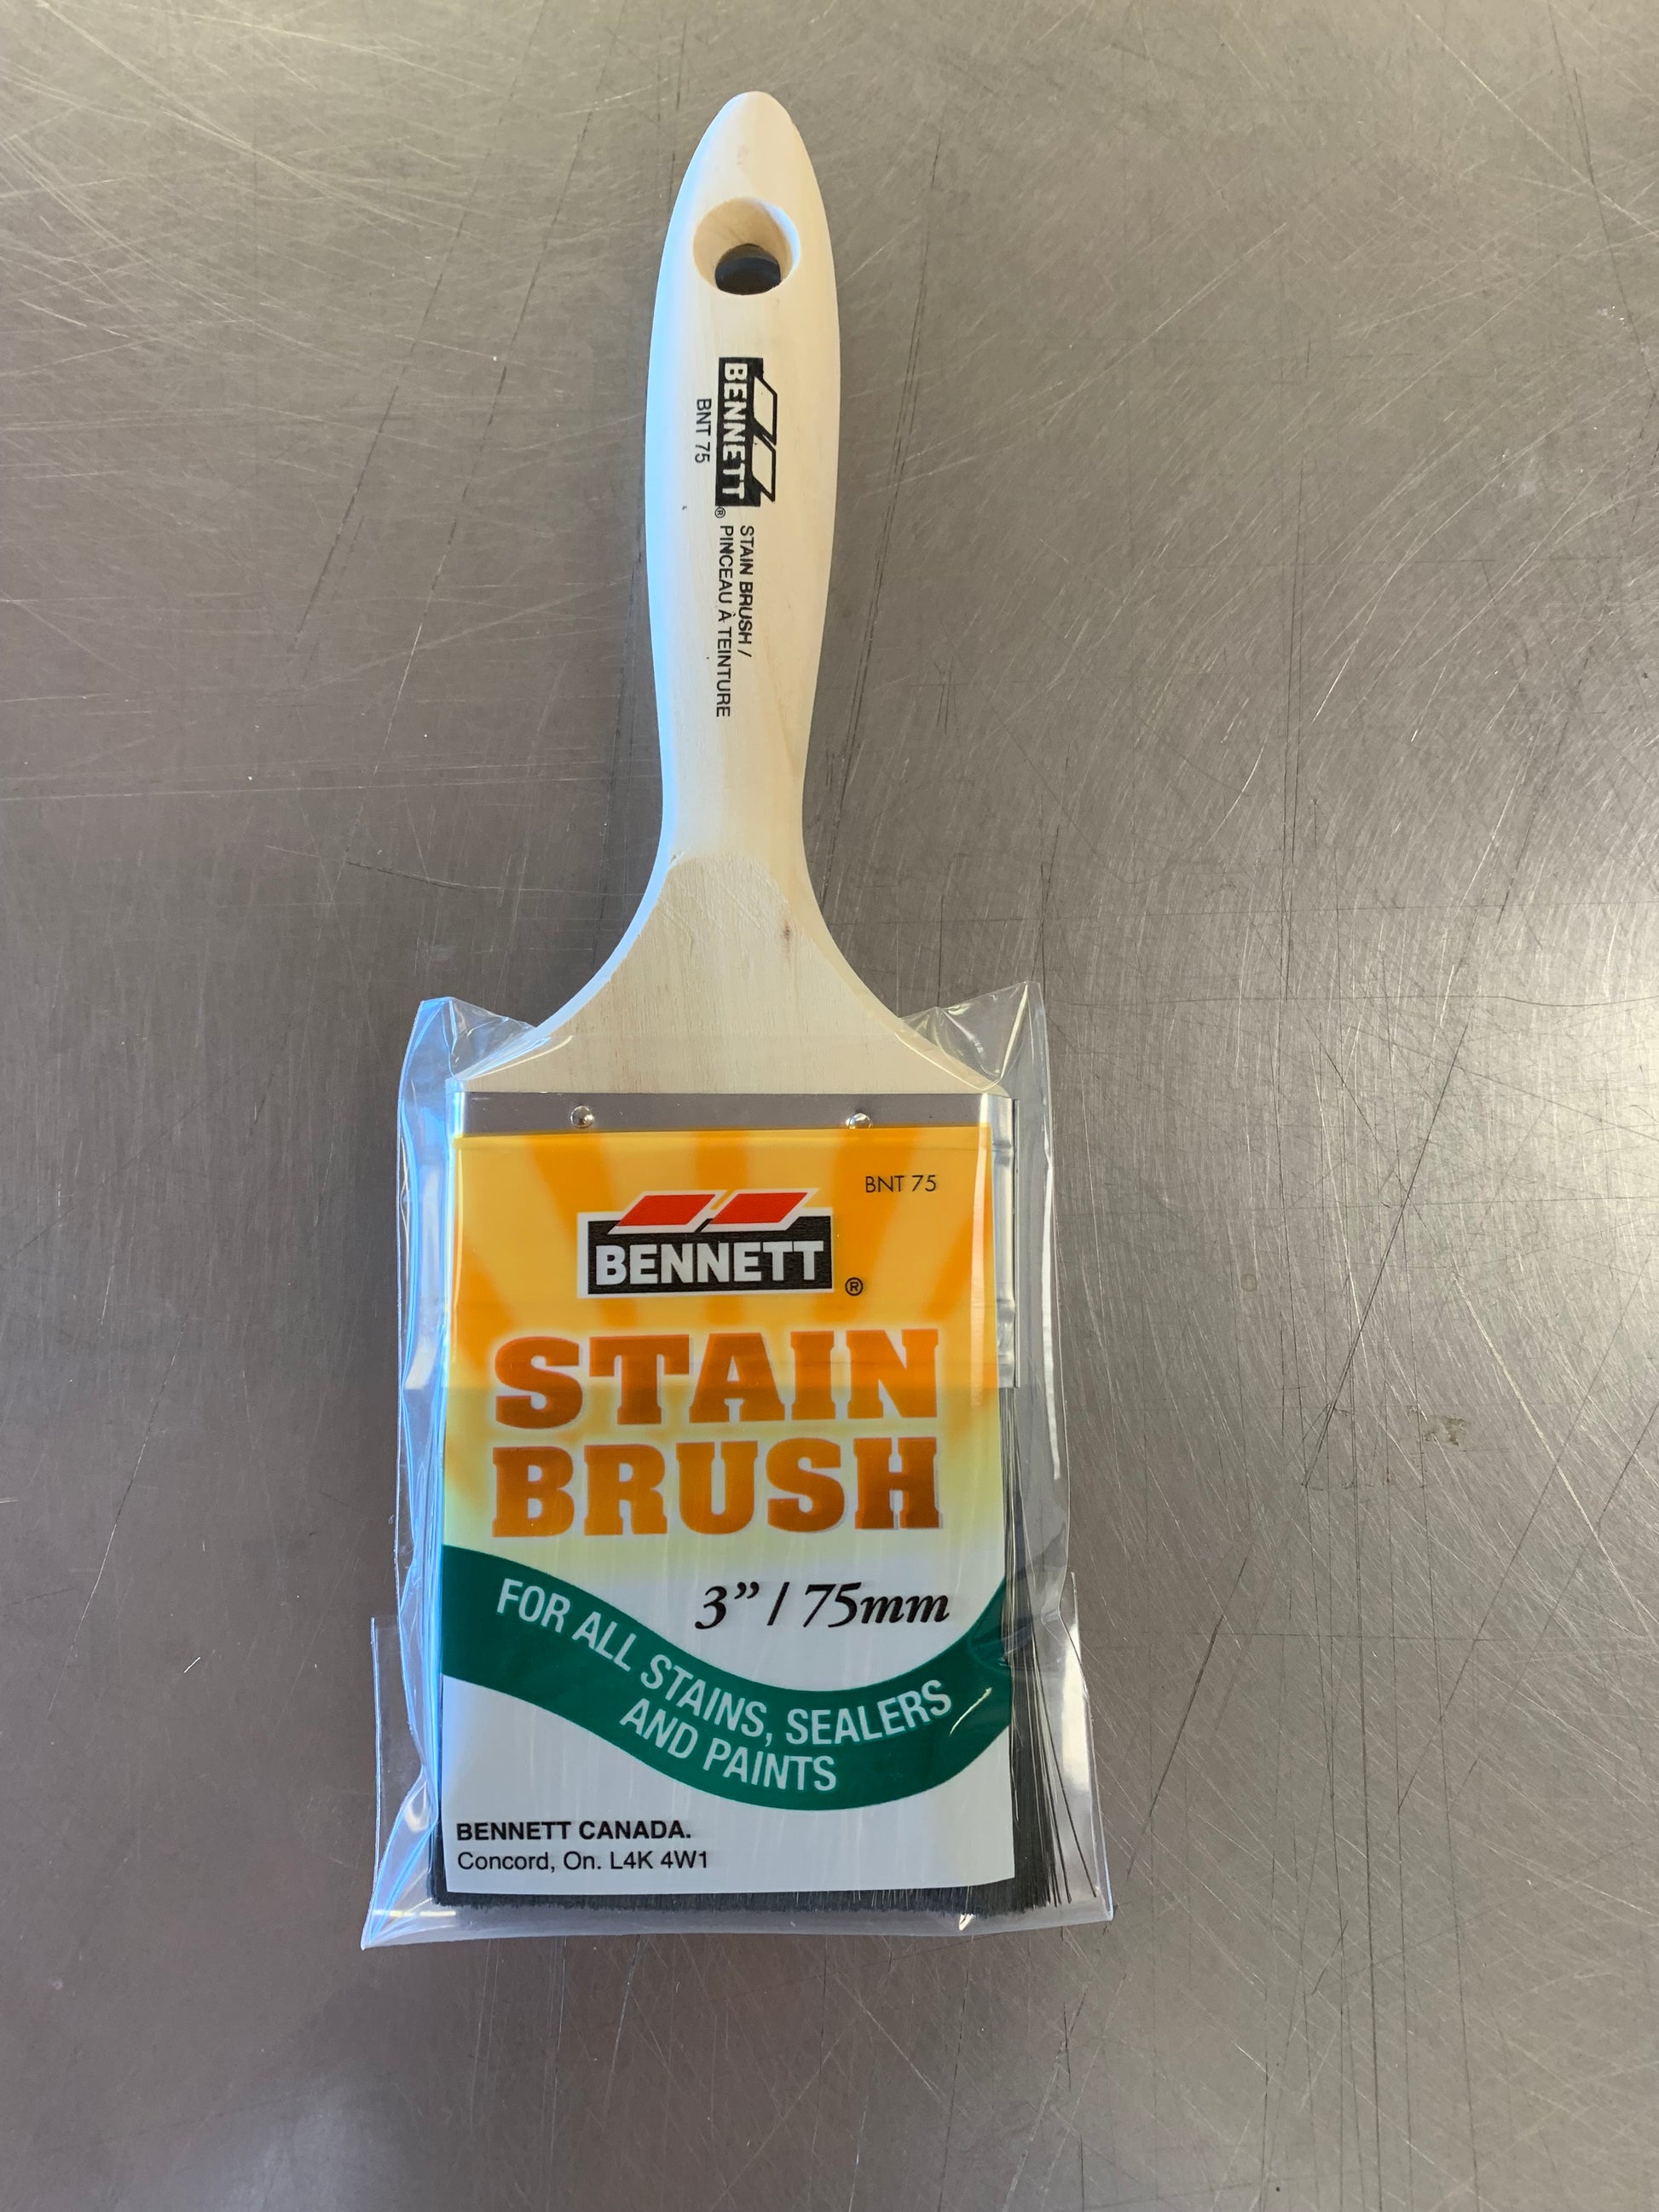 BENNETT®
BNT 75
STAIN BRUSH /
PINCEAU À TEINTURE
BNT 75
BENNETT®
STAIN
BRUSH
3” / 75mm
FOR ALL STAINS, SEALERS
AND PAINTS
BENNETT CANADA.
Concord, On. L4K 4W1